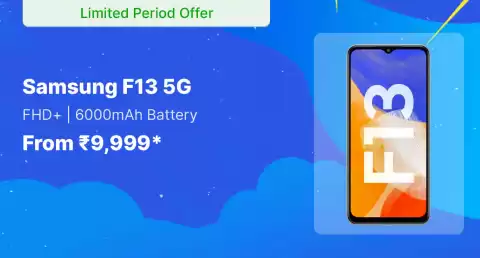 Limited Period Offer
Samsung F13 5G
FHD+ | 6000mAh Battery
From ₹9,999*
F13